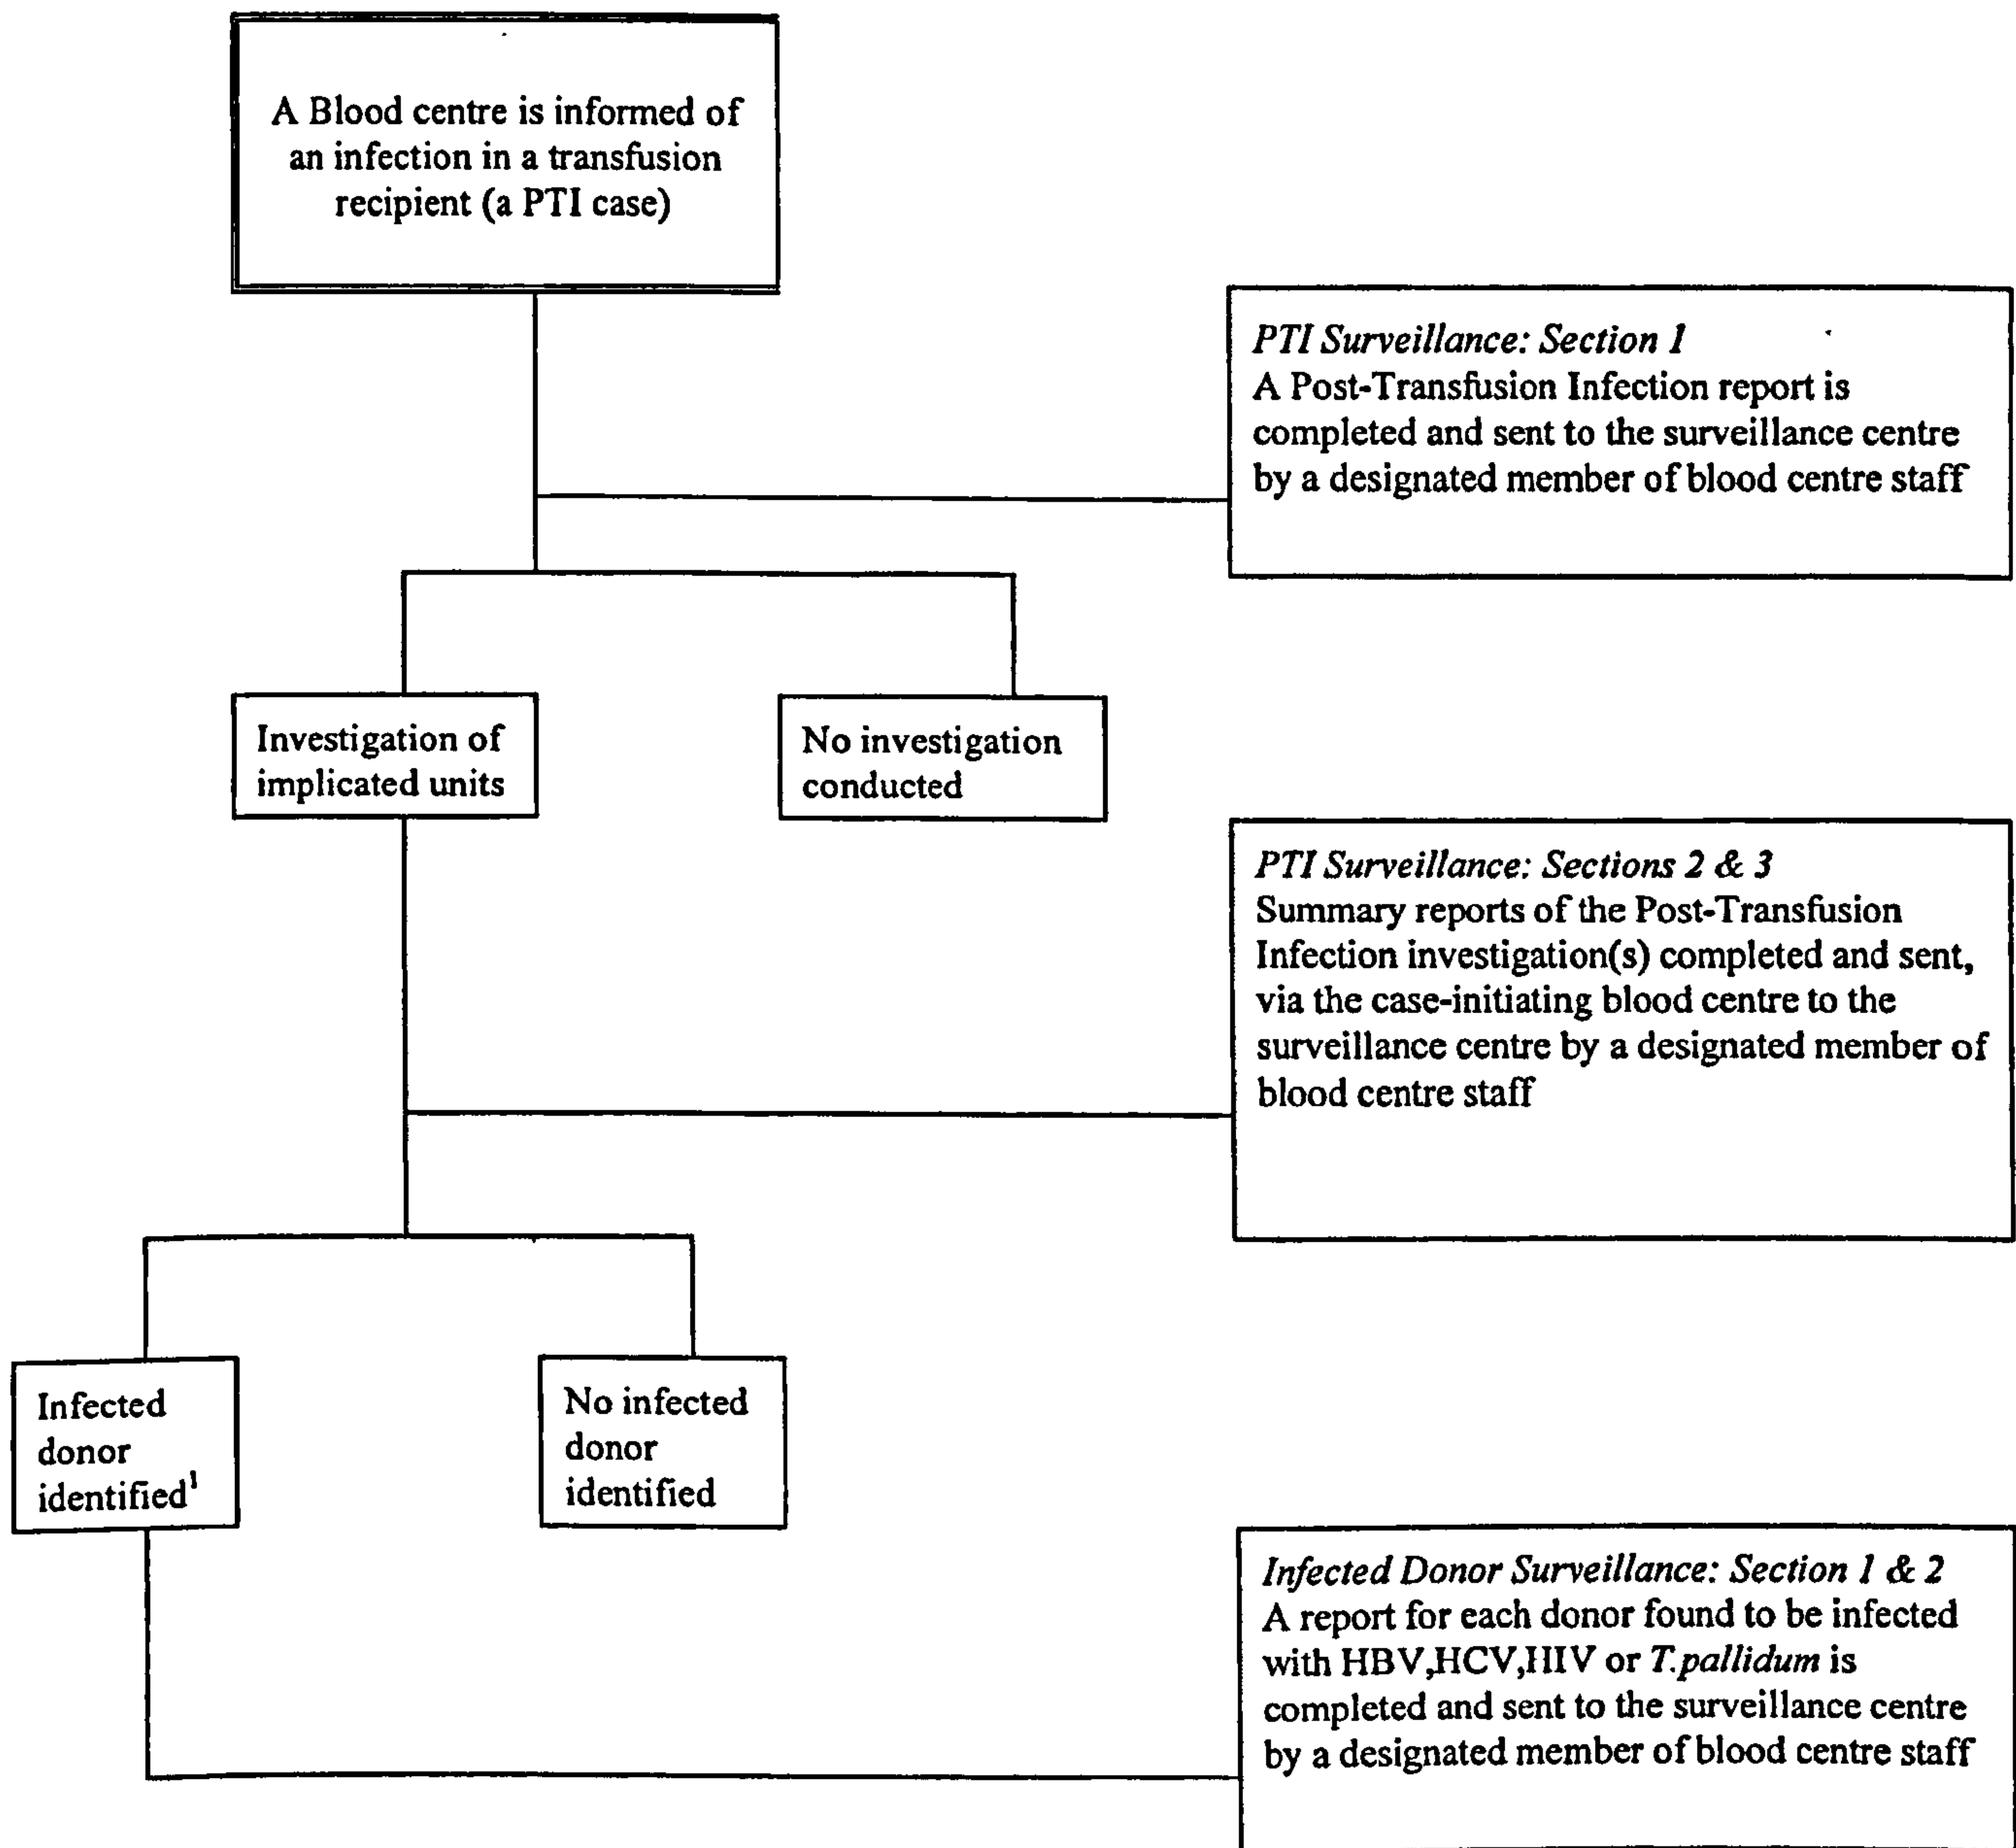 A Blood centre is informed of
an infection in a transfusion
recipient (a PTI case)
PTI Surveillance: Section 1
A Post-Transfusion Infection report is
completed and sent to the surveillance centre
by a designated member of blood centre staff
Investigation of
implicated units
No investigation
conducted
PTI Surveillance: Sections 2 & 3
Summary reports of the Post-Transfusion
Infection investigation(s) completed and sent,
via the case-initiating blood centre to the
surveillance centre by a designated member of
blood centre staff
Infected
donor
identified¹
No infected
donor
identified
Infected Donor Surveillance: Section 1 & 2
A report for each donor found to be infected
with HBV,HCV,HIV or T.pallidum is
completed and sent to the surveillance centre
by a designated member of blood centre staff